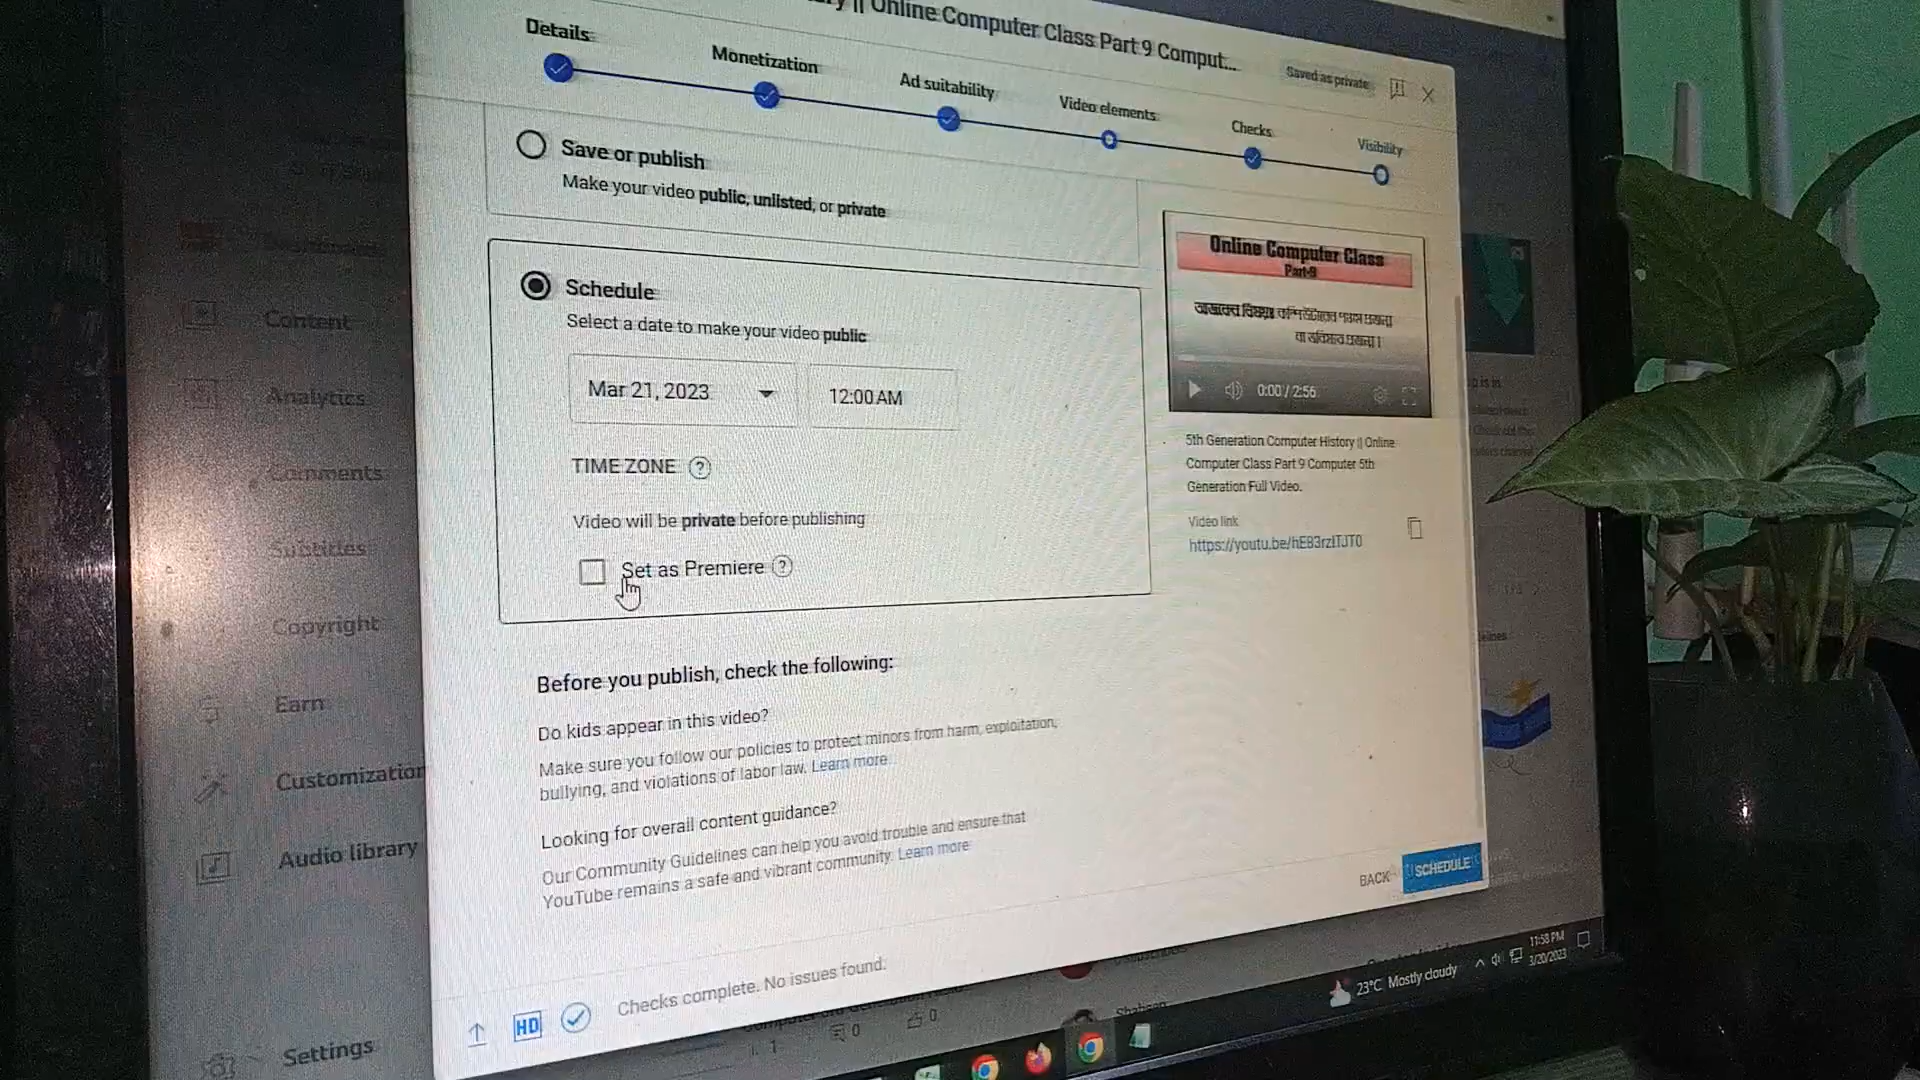 Online Computer Class Part 9 Comput...
Saved as private
Details
Monetization
Ad suitability
Video elements
Checks
Visibility
Save or publish
Make your video public, unlisted, or private
Schedule
Select a date to make your video public
Mar 21, 2023
12:00 AM
TIME ZONE
Video will be private before publishing
Set as Premiere
Before you publish, check the following:
Do kids appear in this video?
Make sure you follow our policies to protect minors from harm, exploitation,
bullying, and violations of labor law. Learn more
Looking for overall content guidance?
Our Community Guidelines can help you avoid trouble and ensure that
YouTube remains a safe and vibrant community. Learn more
Online Computer Class
Part-9
0:00 / 2:56
5th Generation Computer History || Online
Computer Class Part 9 Computer 5th
Generation Full Video.
Video link
BACK
SCHEDULE
HD
Checks complete. No issues found.
Dashboard
Content
Analytics
Comments
Subtitles
Copyright
Earn
Customization
Audio library
Settings
1
0
0
23°C Mostly cloudy
11:58 PM
3/20/2023